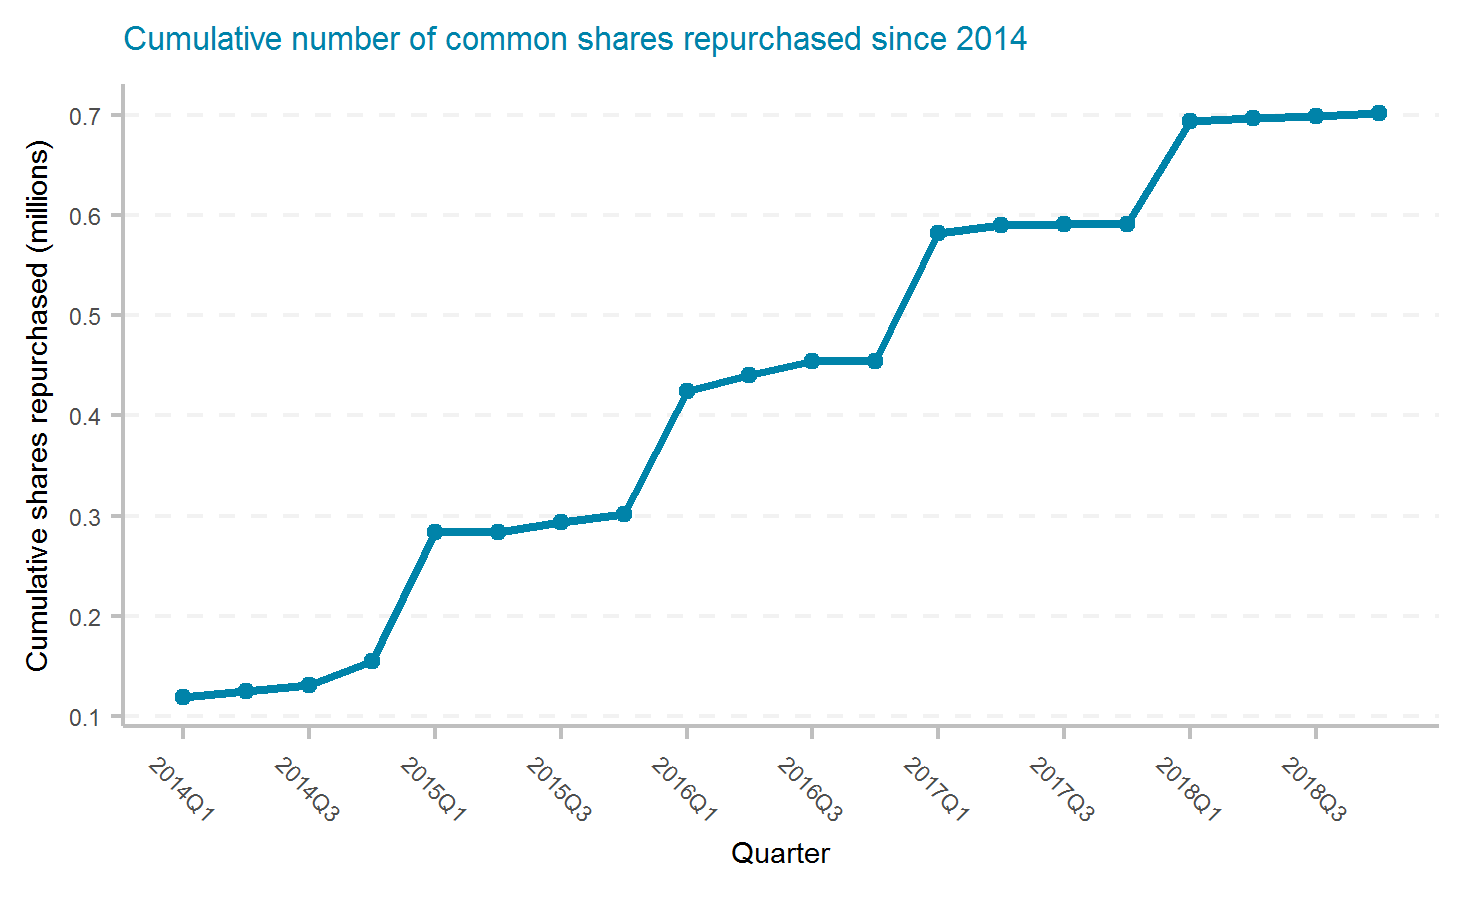 Cumulative number of common shares repurchased since 2014
Cumulative shares repurchased (millions)
0.7
0.6
0.5
0.4
0.3
0.2
0.1
2014Q1
2014Q3
2015Q1
2015Q3
2016Q1
2016Q3
2017Q1
2017Q3
2018Q1
2018Q3
Quarter